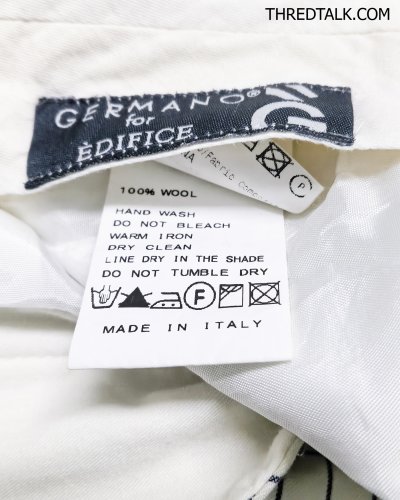 THREDTALK.COM
GERMANO®
for
ÈDIFICE
G
100% WOOL
HAND WASH
DO NOT BLEACH
WARM IRON
DRY CLEAN
LINE DRY IN THE SHADE
DO NOT TUMBLE DRY
F
P
MADE IN ITALY